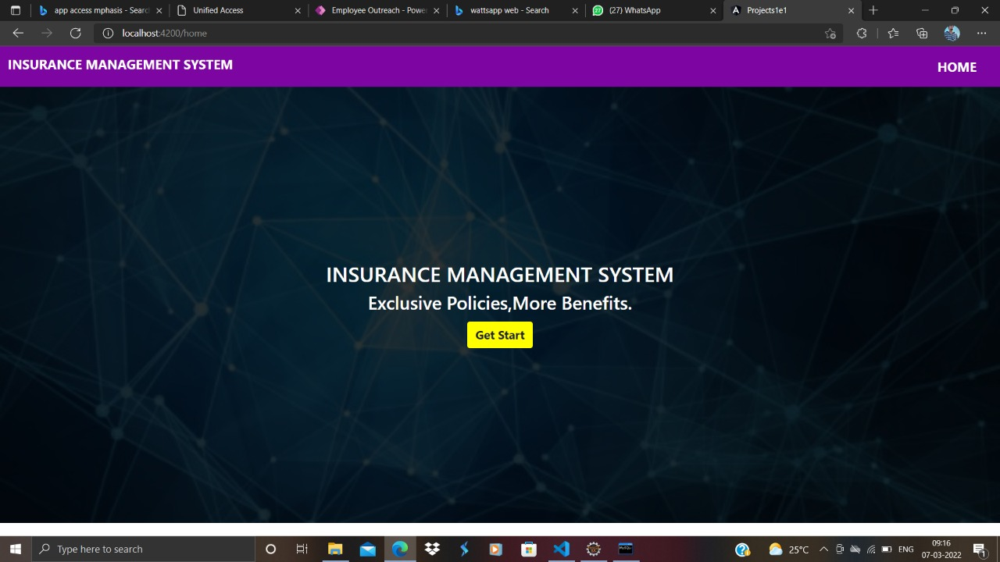 app access mphasis - Searc
Unified Access
Employee Outreach - Powe
wattsapp web - Search
(27) WhatsApp
Projects1e1
localhost:4200/home
INSURANCE MANAGEMENT SYSTEM
HOME
INSURANCE MANAGEMENT SYSTEM
Exclusive Policies,More Benefits.
Get Start
Type here to search
25°C
ENG
09:16
07-03-2022